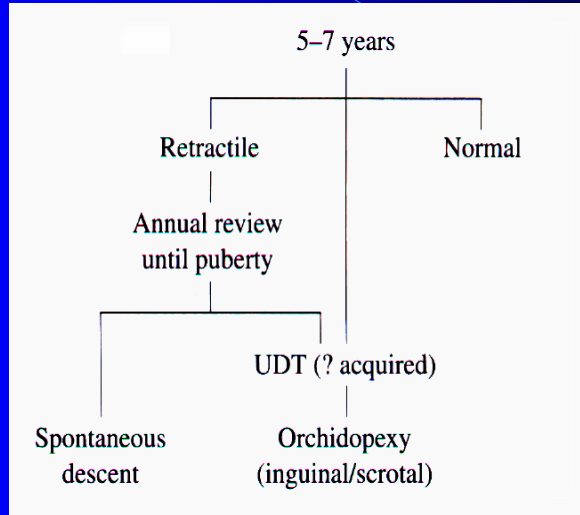 5–7 years
Retractile
Normal
Annual review
until puberty
UDT (? acquired)
Spontaneous
descent
Orchidopexy
(inguinal/scrotal)